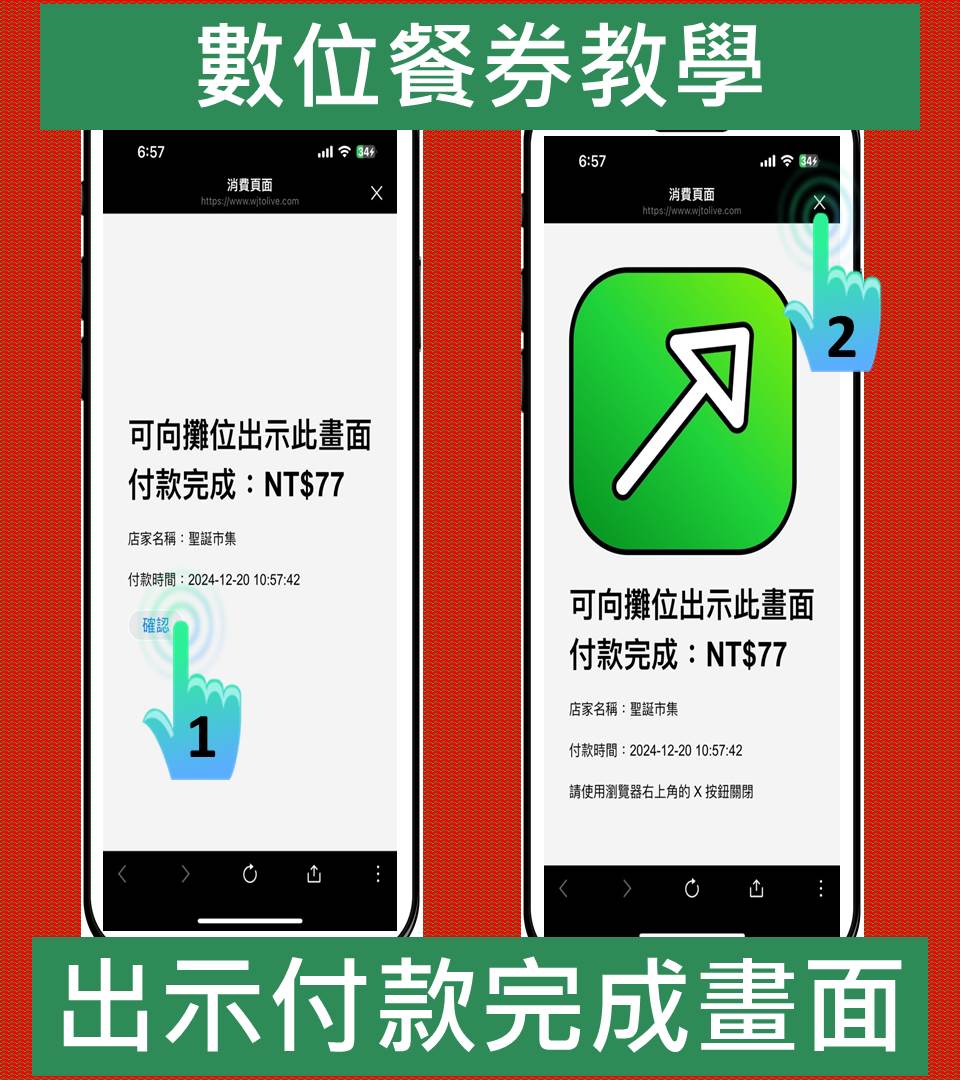 數位餐券教學
6:57
34
消費頁面
https://www.wjtolive.com
可向攤位出示此畫面
付款完成：NT$77
店家名稱：聖誕市集
付款時間：2024-12-20 10:57:42
確認
1
6:57
34
消費頁面
https://www.wjtolive.com
X
2
可向攤位出示此畫面
付款完成：NT$77
店家名稱：聖誕市集
付款時間：2024-12-20 10:57:42
請使用瀏覽器右上角的 X 按鈕關閉
出示付款完成畫面